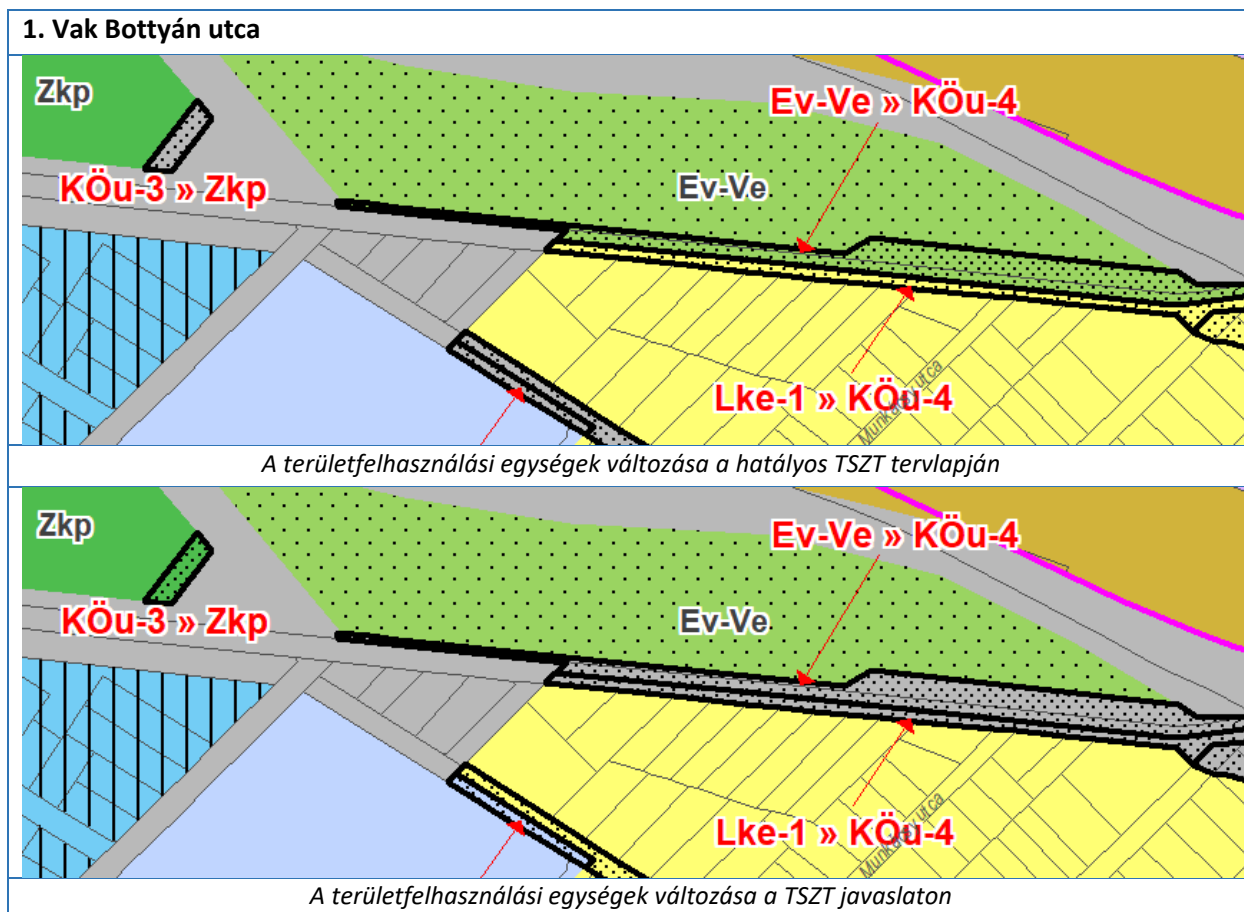 1. Vak Bottyán utca
Zkp
Ev-Ve » KÖu-4
KÖu-3 » Zkp
Ev-Ve
Lke-1 » KÖu-4
Munkácsy utca
A területfelhasználási egységek változása a hatályos TSZT tervlapján
Zkp
Ev-Ve » KÖu-4
KÖu-3 » Zkp
Ev-Ve
Lke-1 » KÖu-4
Munkácsy utca
A területfelhasználási egységek változása a TSZT javaslaton